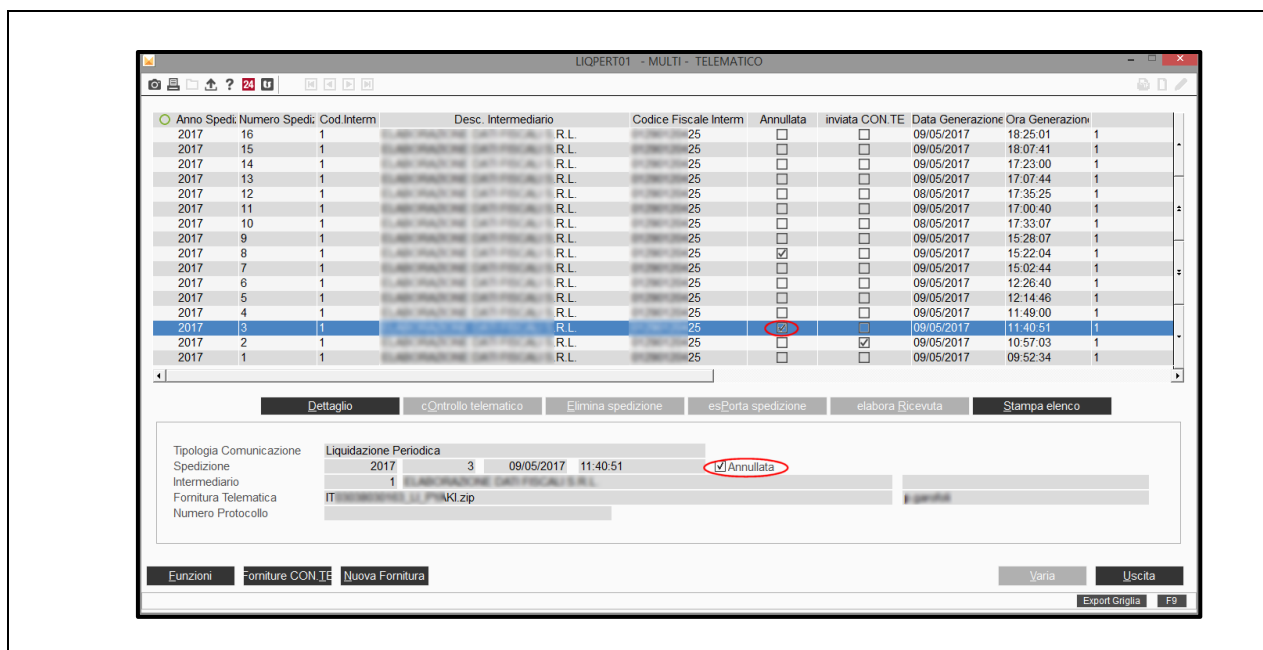 LIQPERT01 - MULTI - TELEMATICO
? 24
Anno Spedi: Numero Spedi: Cod.Interm Desc. Intermediario Codice Fiscale Interm Annullata inviata CON.TE Data Generazione Ora Generazion
2017 16 1 S.R.L. 25 09/05/2017 18:25:01 1
2017 15 1 S.R.L. 25 09/05/2017 18:07:41 1
2017 14 1 S.R.L. 25 09/05/2017 17:23:00 1
2017 13 1 S.R.L. 25 09/05/2017 17:07:44 1
2017 12 1 S.R.L. 25 08/05/2017 17:35:25 1
2017 11 1 S.R.L. 25 09/05/2017 17:00:40 1
2017 10 1 S.R.L. 25 08/05/2017 17:33:07 1
2017 9 1 S.R.L. 25 09/05/2017 15:28:07 1
2017 8 1 S.R.L. 25 09/05/2017 15:22:04 1
2017 7 1 S.R.L. 25 09/05/2017 15:02:44 1
2017 6 1 S.R.L. 25 09/05/2017 12:26:40 1
2017 5 1 S.R.L. 25 09/05/2017 12:14:46 1
2017 4 1 S.R.L. 25 09/05/2017 11:49:00 1
2017 3 1 S.R.L. 25 09/05/2017 11:40:51 1
2017 2 1 S.R.L. 25 09/05/2017 10:57:03 1
2017 1 1 S.R.L. 25 09/05/2017 09:52:34 1
Dettaglio cOntrollo telematico Elimina spedizione esPorta spedizione elabora Ricevuta Stampa elenco
Tipologia Comunicazione Liquidazione Periodica
Spedizione 2017 3 09/05/2017 11:40:51 Annullata
Intermediario 1 ELABORAZIONE DATI FISCALI S.R.L.
Fornitura Telematica IT AKI.zip
Numero Protocollo
Funzioni Forniture CON.TE Nuova Fornitura Varia Uscita
Export Griglia F9